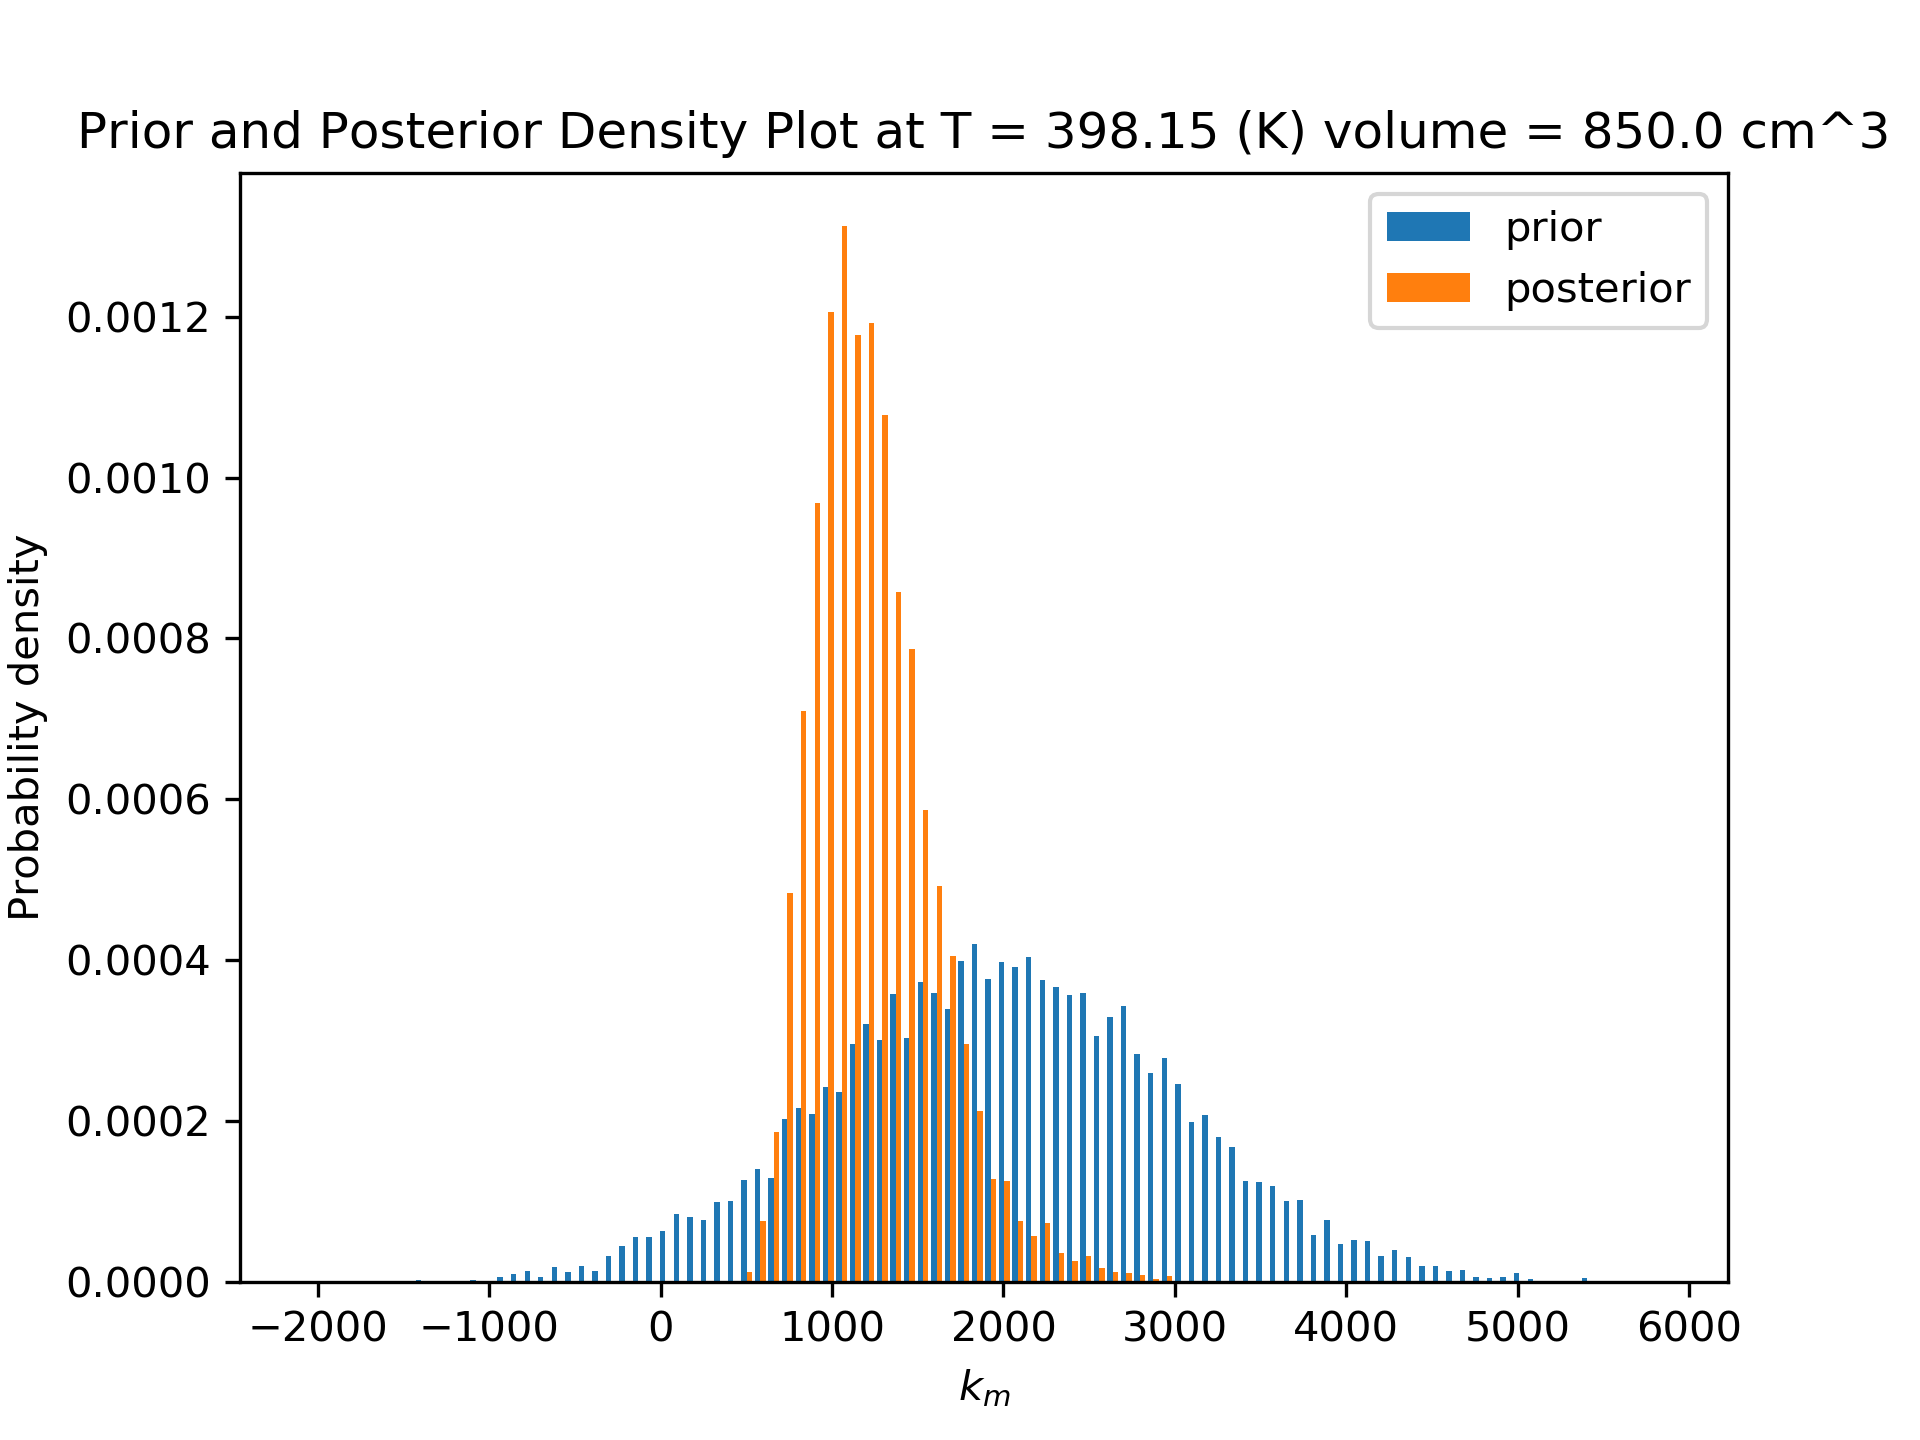 Prior and Posterior Density Plot at T = 398.15 (K) volume = 850.0 cm^3
prior
posterior
0.0012
0.0010
0.0008
0.0006
0.0004
0.0002
0.0000
Probability density
−2000 −1000 0 1000 2000 3000 4000 5000 6000
k_m